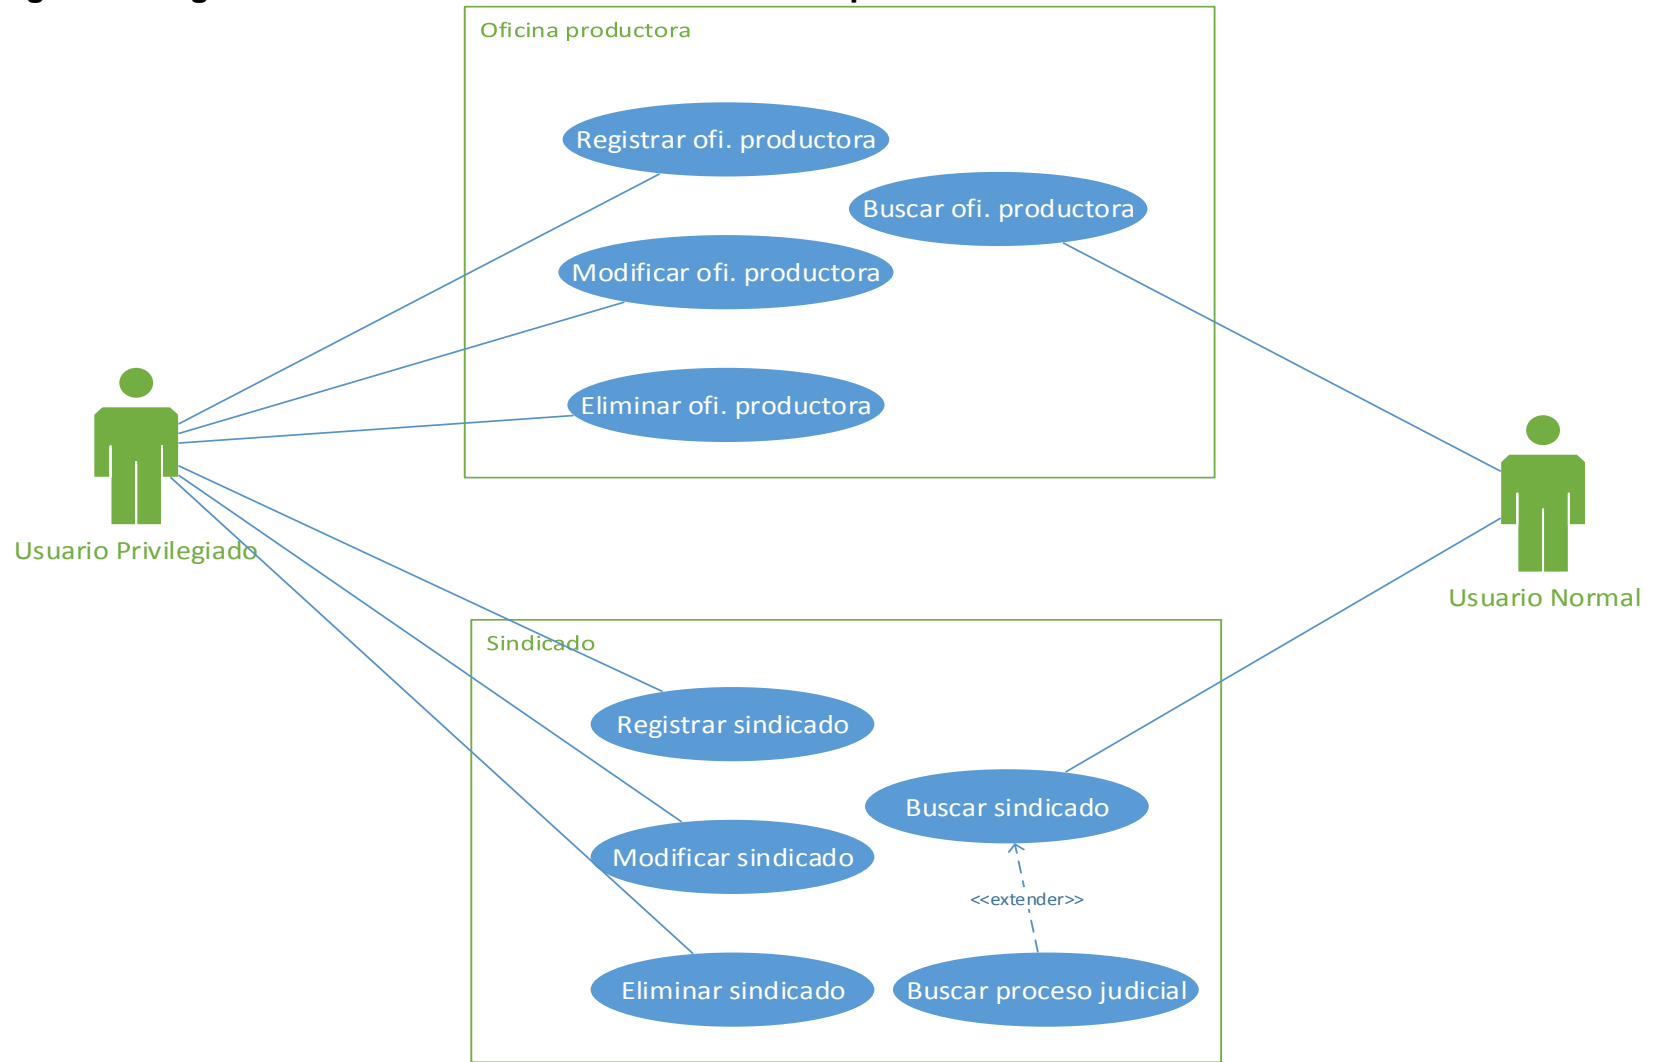 Oficina productora
Registrar ofi. productora
Buscar ofi. productora
Modificar ofi. productora
Eliminar ofi. productora
Usuario Privilegiado
Usuario Normal
Sindicado
Registrar sindicado
Buscar sindicado
Modificar sindicado
<<extender>>
Eliminar sindicado
Buscar proceso judicial